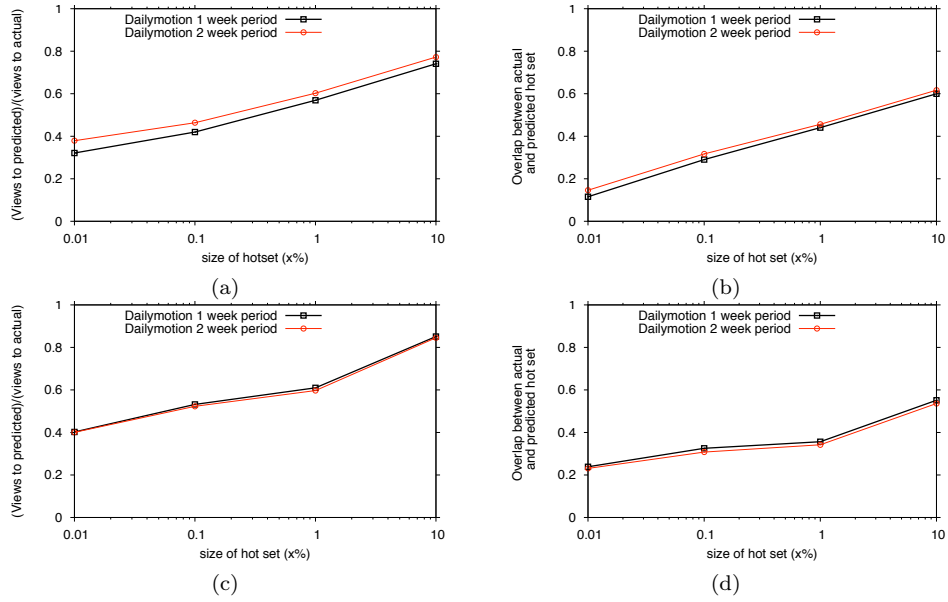 Dailymotion 1 week period
Dailymotion 2 week period
(Views to predicted)/(views to actual)
1
0.8
0.6
0.4
0.2
0
0.01
0.1
1
10
size of hotset (x%)
(a)
Dailymotion 1 week period
Dailymotion 2 week period
Overlap between actual
and predicted hot set
1
0.8
0.6
0.4
0.2
0
0.01
0.1
1
10
size of hot set (x%)
(b)
Dailymotion 1 week period
Dailymotion 2 week period
(Views to predicted)/(views to actual)
1
0.8
0.6
0.4
0.2
0
0.01
0.1
1
10
size of hot set (x%)
(c)
Dailymotion 1 week period
Dailymotion 2 week period
Overlap between actual
and predicted hot set
1
0.8
0.6
0.4
0.2
0
0.01
0.1
1
10
size of hot set (x%)
(d)